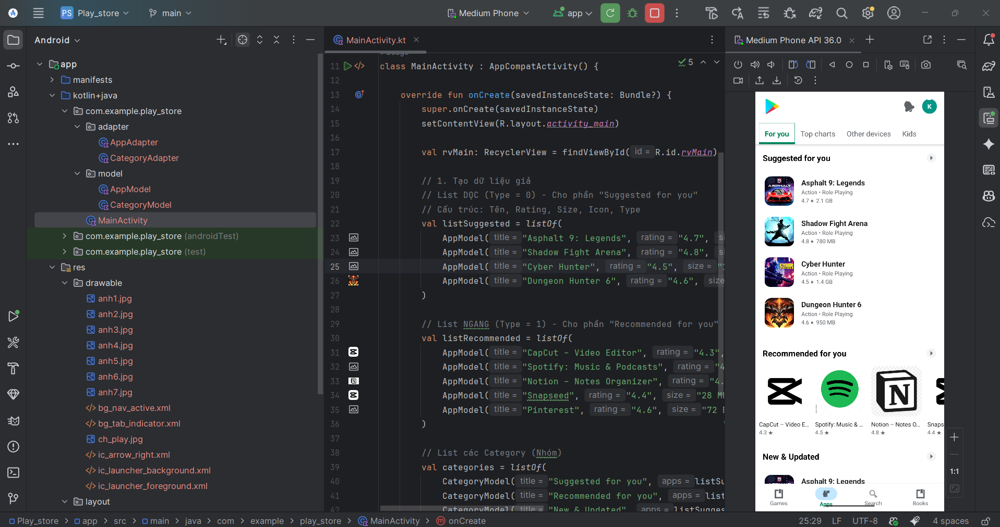 PS Play_store main Medium Phone app
Android
app
manifests
kotlin+java
com.example.play_store
adapter
AppAdapter
CategoryAdapter
model
AppModel
CategoryModel
MainActivity
com.example.play_store (androidTest)
com.example.play_store (test)
res
drawable
anh1.jpg
anh2.jpg
anh3.jpg
anh4.jpg
anh5.jpg
anh6.jpg
anh7.jpg
bg_nav_active.xml
bg_tab_indicator.xml
ch_play.jpg
ic_arrow_right.xml
ic_launcher_background.xml
ic_launcher_foreground.xml
layout
MainActivity.kt
5
11 class MainActivity : AppCompatActivity() {
12
13 override fun onCreate(savedInstanceState: Bundle?) {
14 super.onCreate(savedInstanceState)
15 setContentView(R.layout.activity_main)
16
17 val rvMain: RecyclerView = findViewById( id = R.id.rvMain)
18
19 // 1. Tạo dữ liệu giả
20 // List DỌC (Type = 0) - Cho phần "Suggested for you"
21 // Cấu trúc: Tên, Rating, Size, Icon, Type
22 val listSuggested = listOf(
23 AppModel( title = "Asphalt 9: Legends", rating = "4.7", si
24 AppModel( title = "Shadow Fight Arena", rating = "4.8", si
25 AppModel( title = "Cyber Hunter", rating = "4.5", size = "1
26 AppModel( title = "Dungeon Hunter 6", rating = "4.6", size
27 )
28
29 // List NGANG (Type = 1) - Cho phần "Recommended for you"
30 val listRecommended = listOf(
31 AppModel( title = "CapCut – Video Editor", rating = "4.3",
32 AppModel( title = "Spotify: Music & Podcasts", rating = "4
33 AppModel( title = "Notion – Notes Organizer", rating = "4.
34 AppModel( title = "Snapseed", rating = "4.4", size = "28 M
35 AppModel( title = "Pinterest", rating = "4.6", size = "72
36 )
37
38 // List các Category (Nhóm)
39 val categories = listOf(
40 CategoryModel( title = "Suggested for you", apps = listSu
41 CategoryModel( title = "Recommended for you", apps = list
42 CategoryModel( title = "New & Updated", apps = listSugges
Medium Phone API 36.0
K
For you Top charts Other devices Kids
Suggested for you
ASPHALT
Asphalt 9: Legends
Action • Role Playing
4.7 ★ 2.1 GB
Shadow Fight Arena
Action • Role Playing
4.8 ★ 780 MB
CYBER
Cyber Hunter
Action • Role Playing
4.5 ★ 1.4 GB
Dungeon Hunter 6
Action • Role Playing
4.6 ★ 950 MB
Recommended for you
N
CapCut – Video E... Spotify: Music & ... Notion – Notes O... Snaps
4.3 ★ 4.5 ★ 4.8 ★ 4.4 ★
New & Updated
Asphalt 9: Legends
Games Apps Search Books
1:1
Play_store > app > src > main > java > com > example > play_store > MainActivity > onCreate
25:29 LF UTF-8 4 spaces